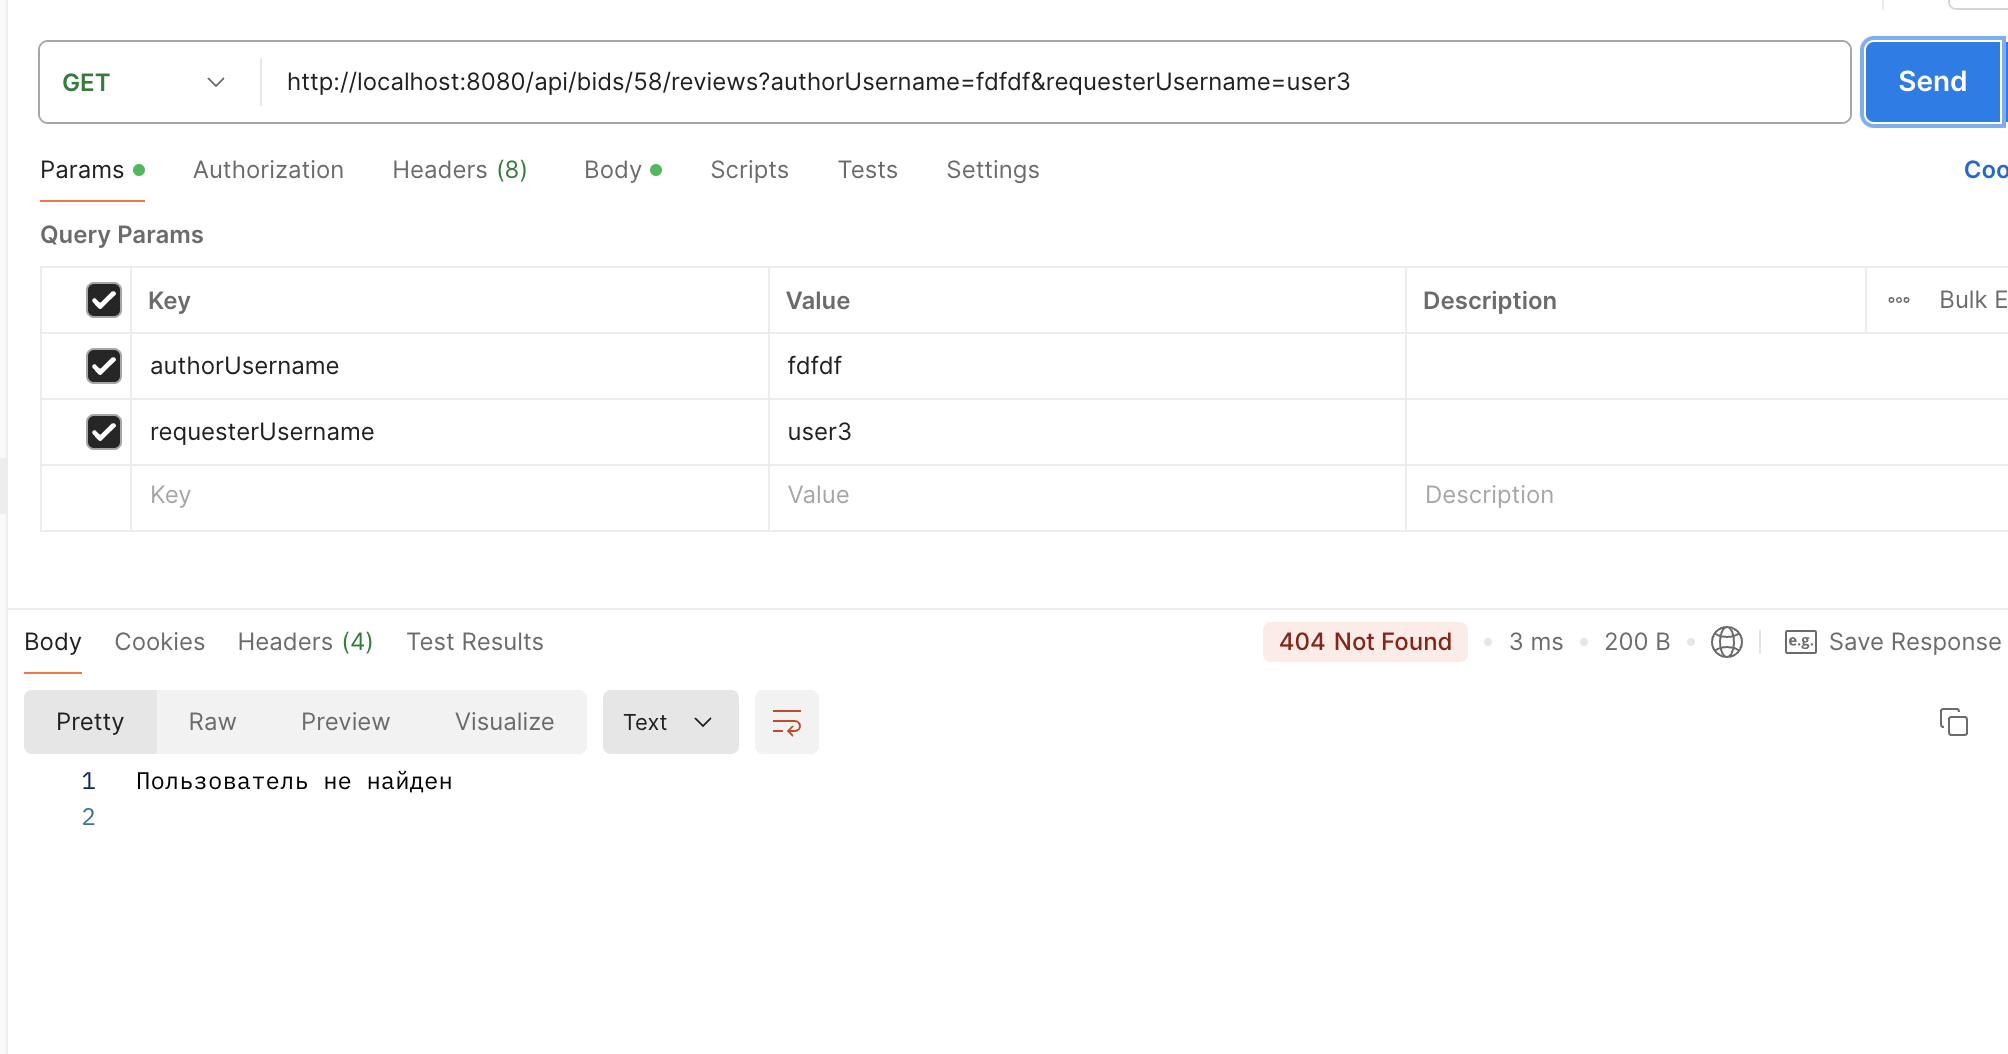 GET http://localhost:8080/api/bids/58/reviews?authorUsername=fdfdf&requesterUsername=user3 Send
Params Authorization Headers (8) Body Scripts Tests Settings Coo
Query Params
Key Value Description Bulk E
authorUsername fdfdf
requesterUsername user3
Key Value Description
Body Cookies Headers (4) Test Results 404 Not Found 3 ms 200 B e.g. Save Response
Pretty Raw Preview Visualize Text
1 Пользователь не найден
2